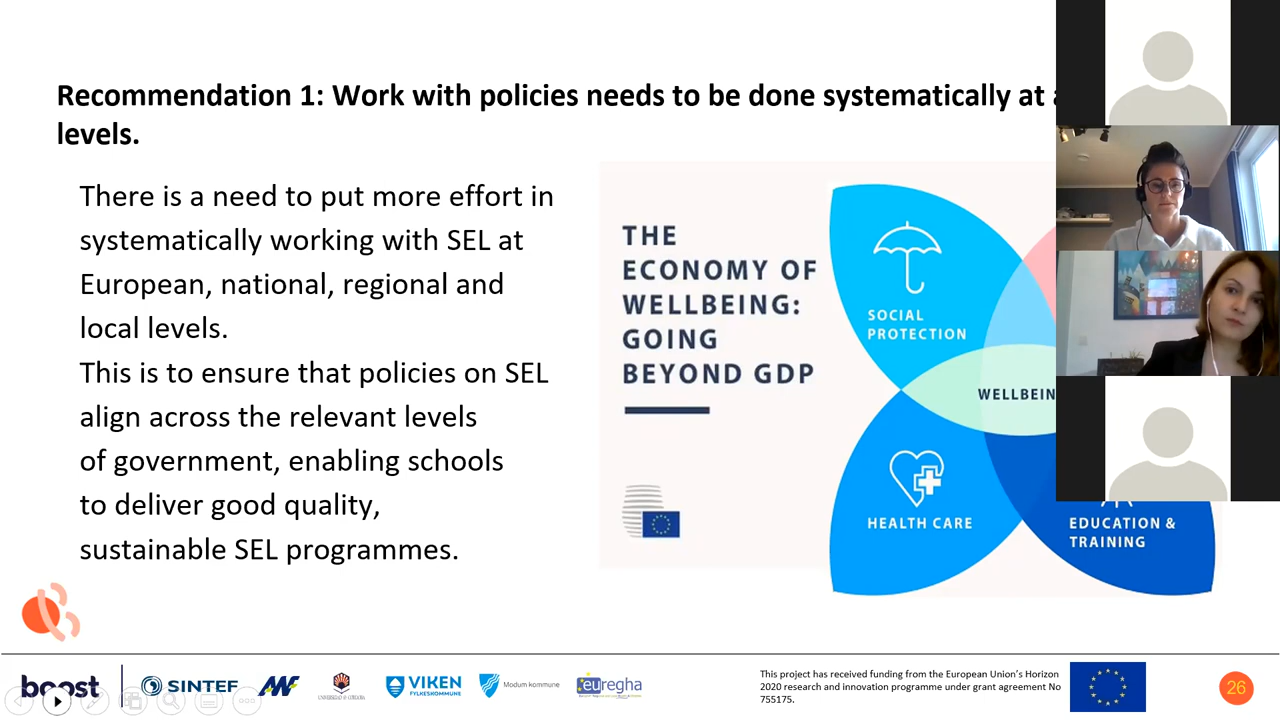 Recommendation 1: Work with policies needs to be done systematically at
levels.
There is a need to put more effort in
systematically working with SEL at
European, national, regional and
local levels.
This is to ensure that policies on SEL
align across the relevant levels
of government, enabling schools
to deliver good quality,
sustainable SEL programmes.
THE
ECONOMY OF
WELLBEING:
GOING
BEYOND GDP
SOCIAL
PROTECTION
WELLBEIN
HEALTH CARE
EDUCATION &
TRAINING
boost
SINTEF
VIKEN
FYLKESKOMMUNE
Modum kommune
euregha
This project has received funding from the European Union's Horizon
2020 research and innovation programme under grant agreement No
755175.
26